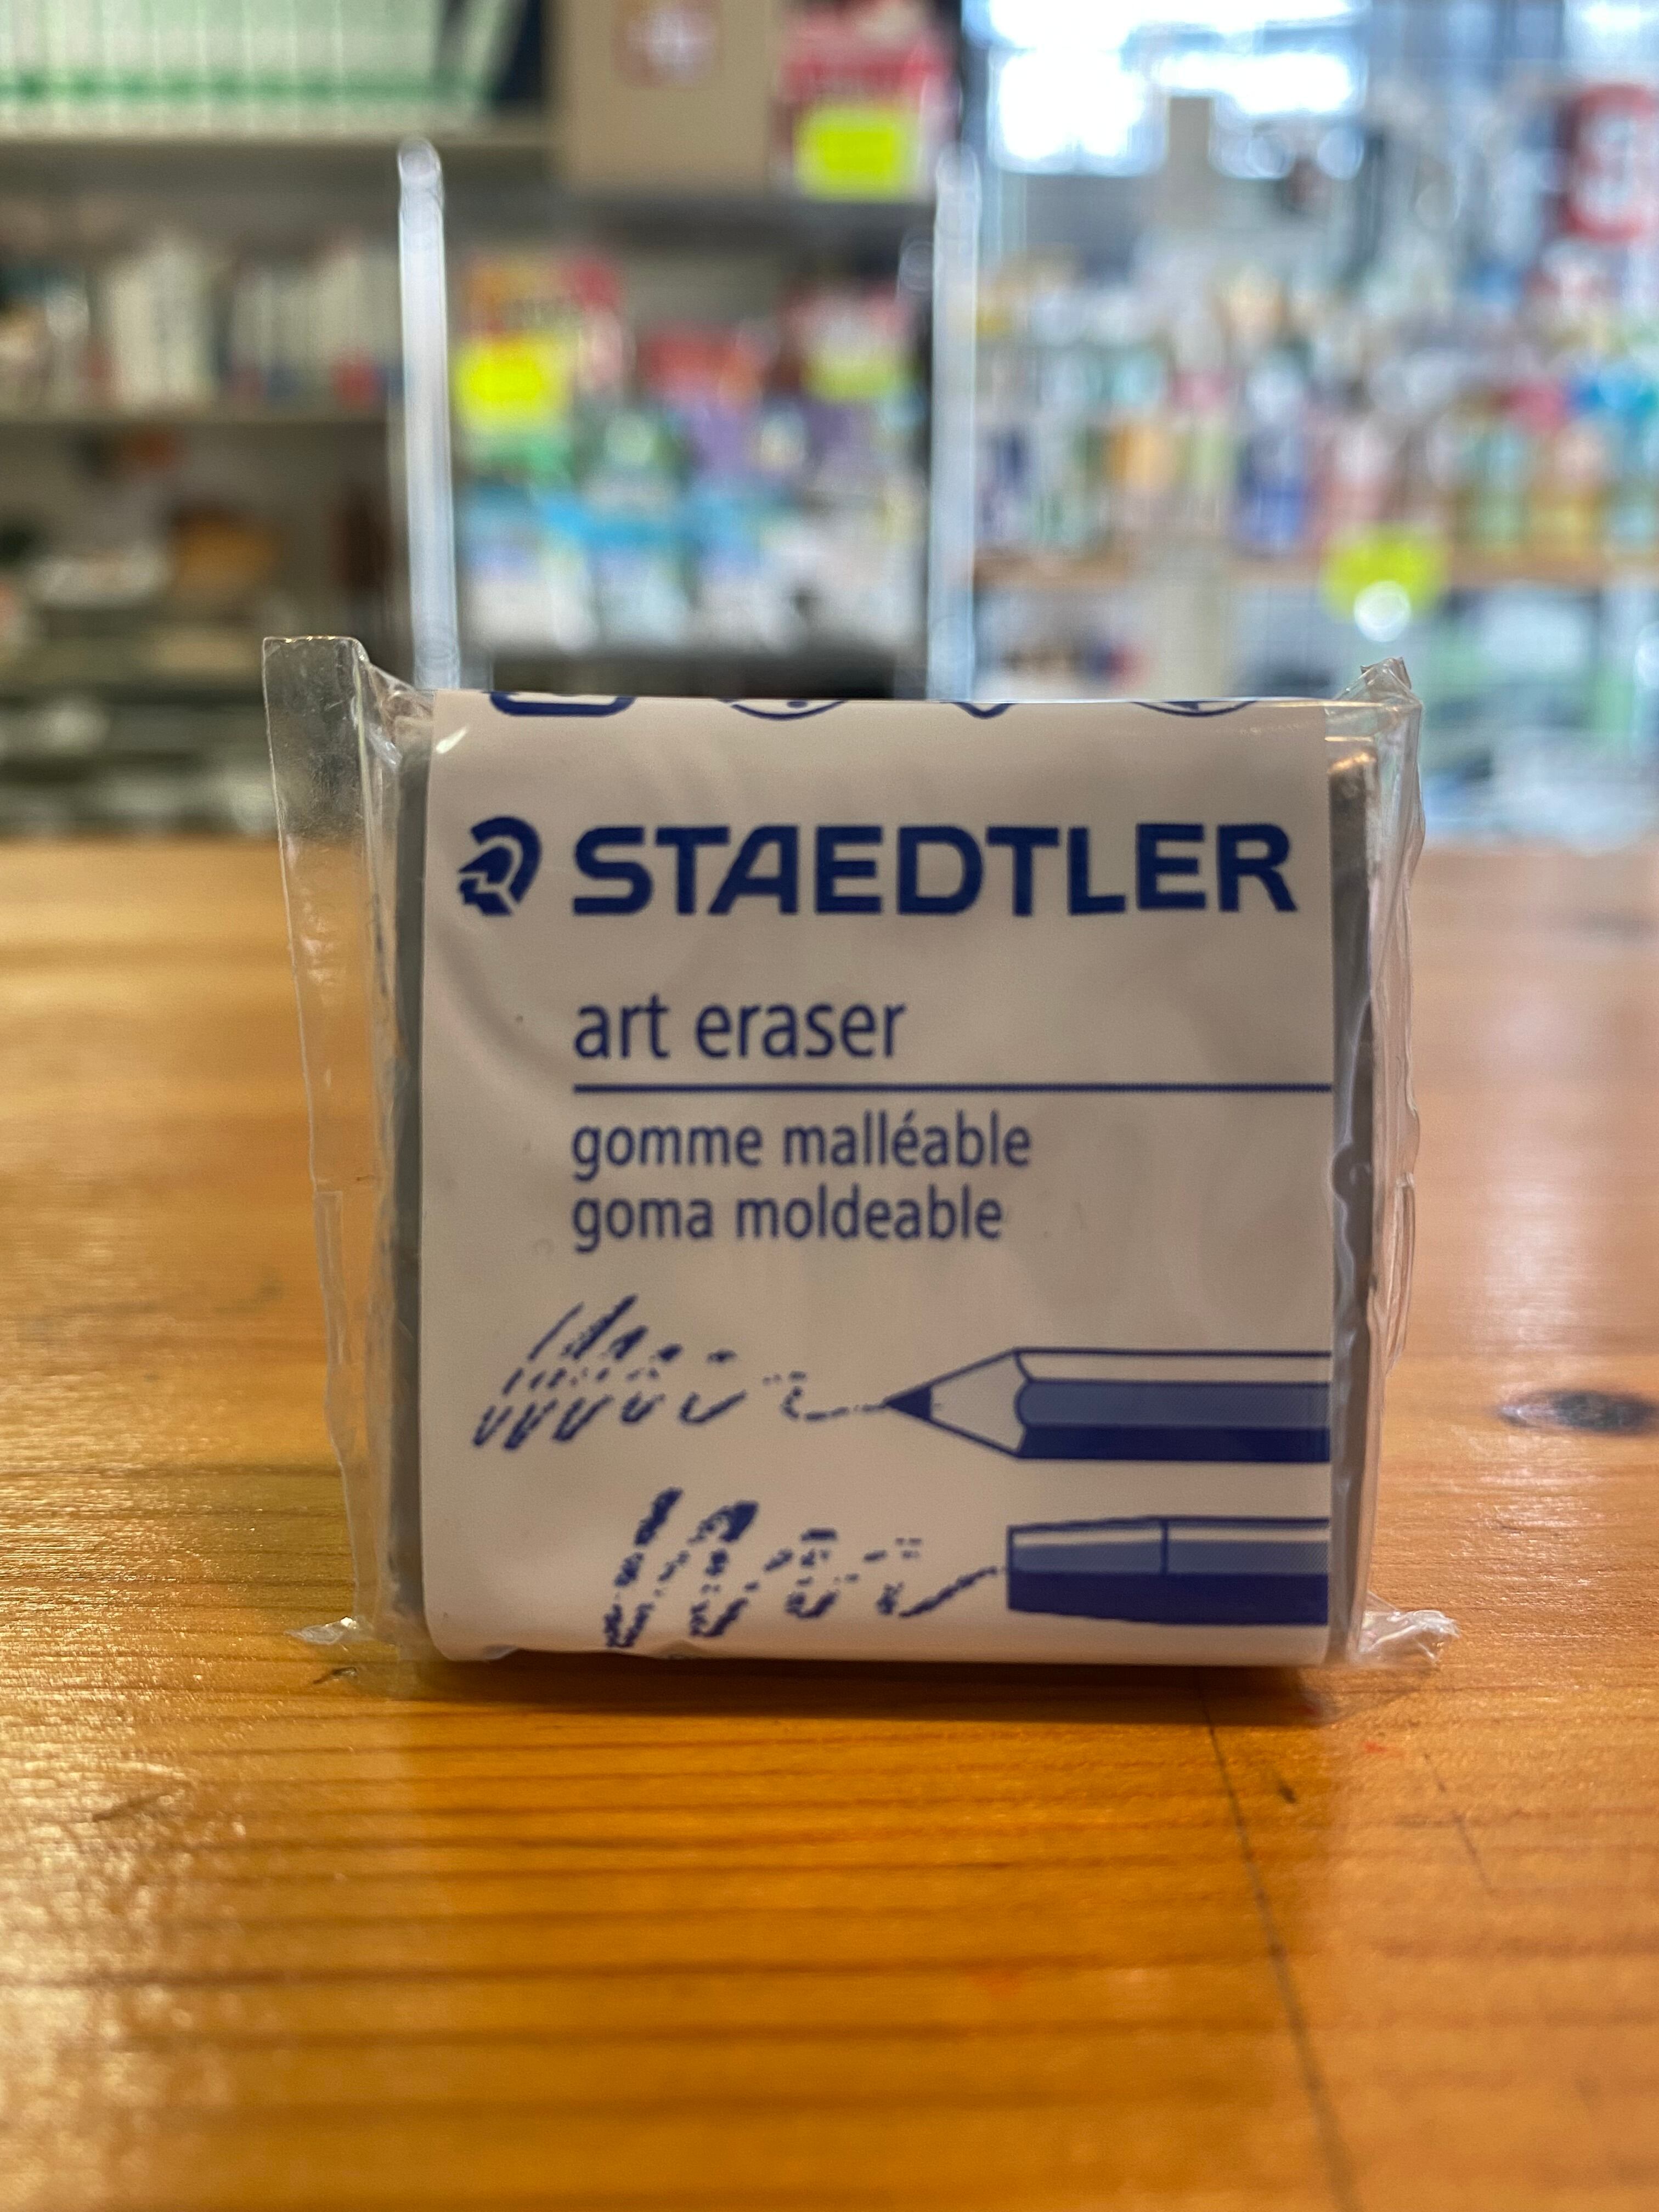 STAEDTLER
art eraser
gomme malléable
goma moldeable